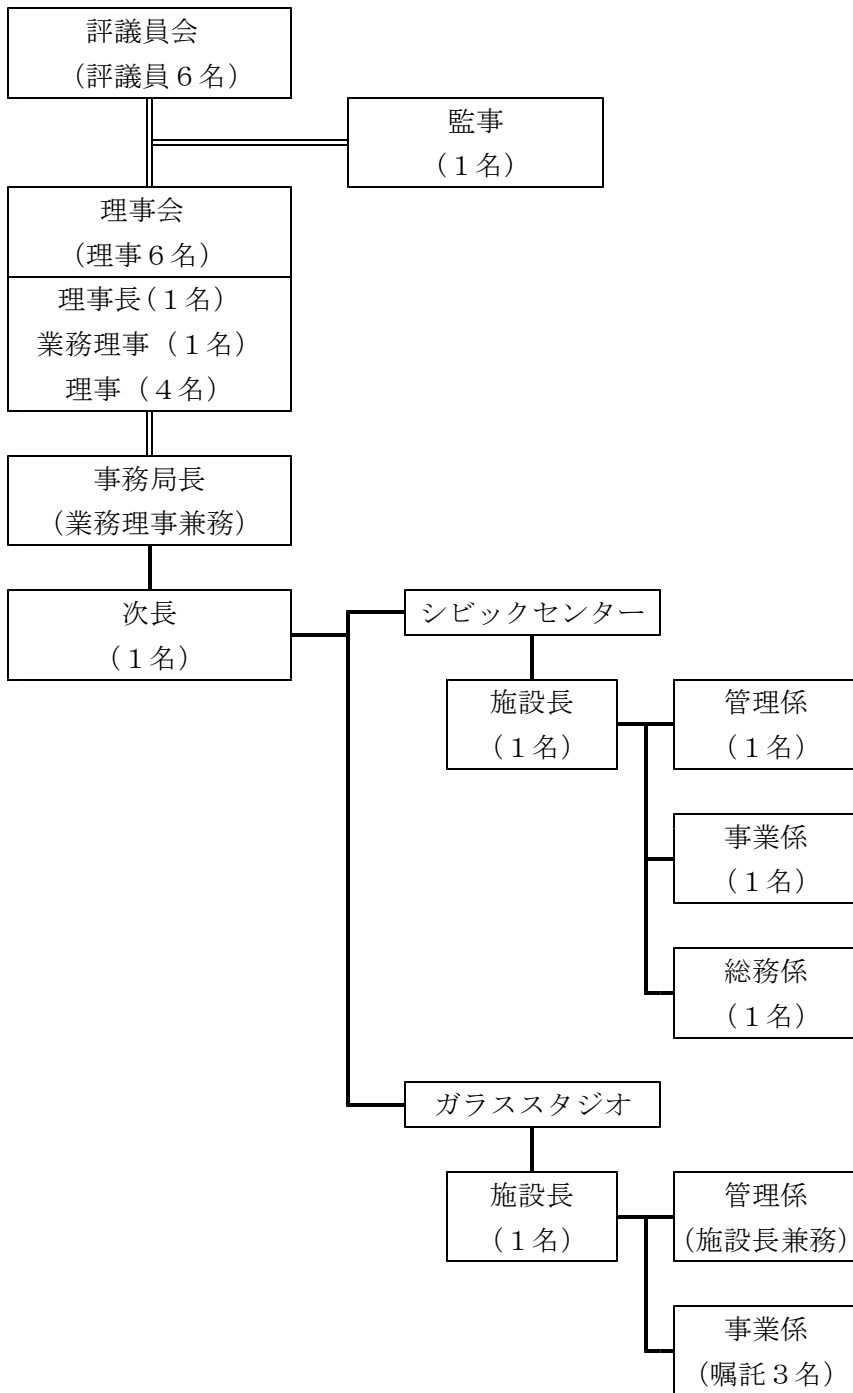 評議員会
(評議員６名)
監事
(１名)
理事会
(理事６名)
理事長(１名)
業務理事 (１名)
理事 (４名)
事務局長
(業務理事兼務)
次長
(１名)
シビックセンター
施設長
(１名)
管理係
(１名)
事業係
(１名)
総務係
(１名)
ガラススタジオ
施設長
(１名)
管理係
(施設長兼務)
事業係
(嘱託３名)